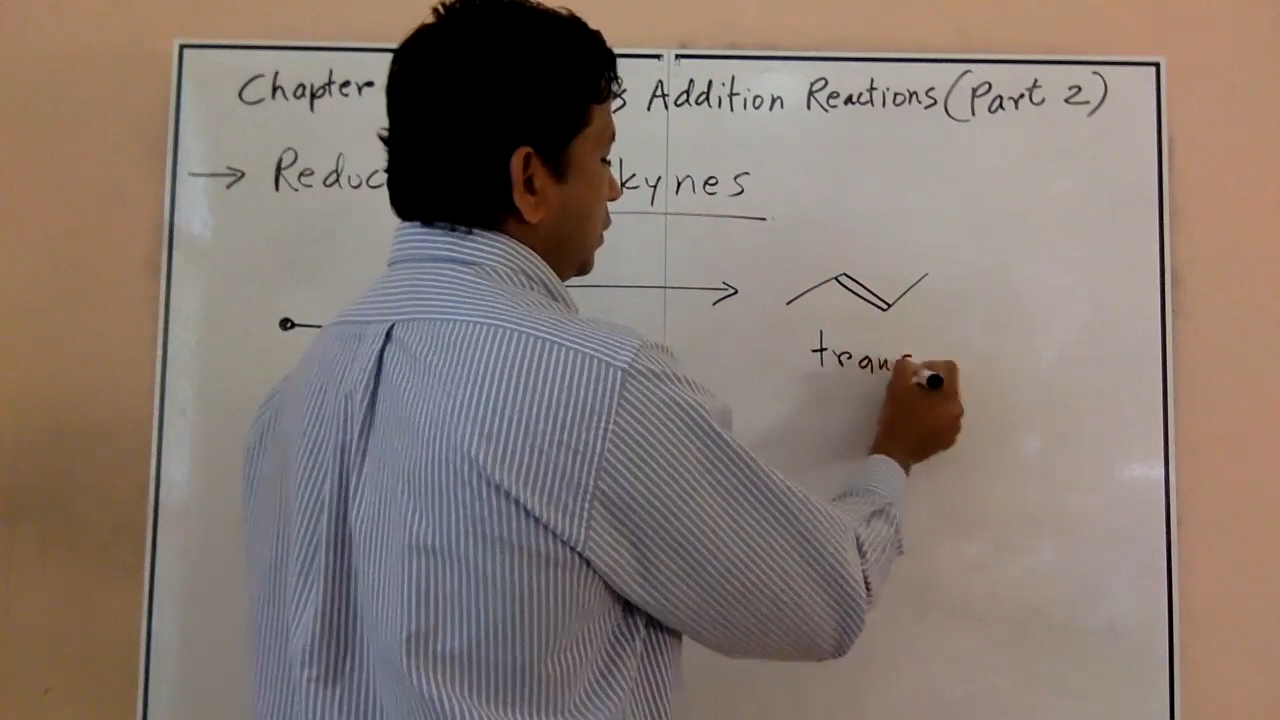 Chapter Addition Reactions (Part 2)
→ Reduc kynes
trans